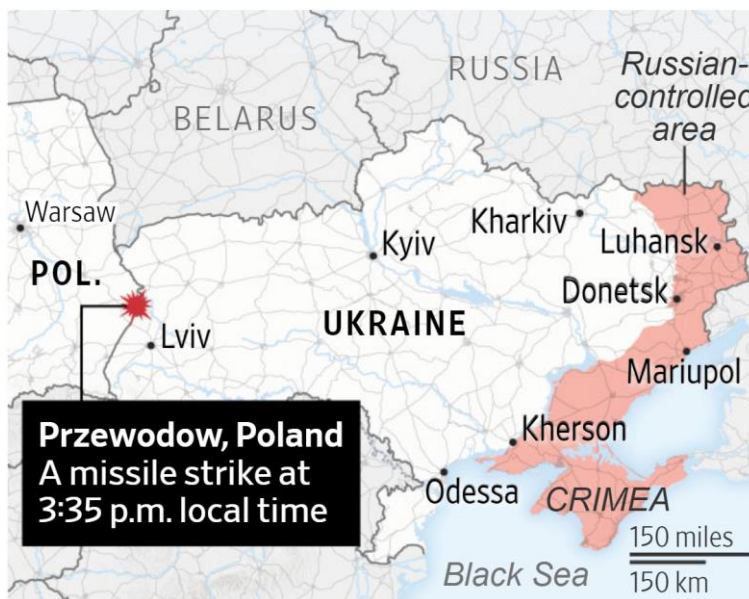 RUSSIA
Russian-
controlled
area
BELARUS
Warsaw
Kyiv
Kharkiv
Luhansk
POL.
Donetsk
UKRAINE
Lviv
Mariupol
Przewodow, Poland
A missile strike at
3:35 p.m. local time
Kherson
Odessa
CRIMEA
150 miles
150 km
Black Sea